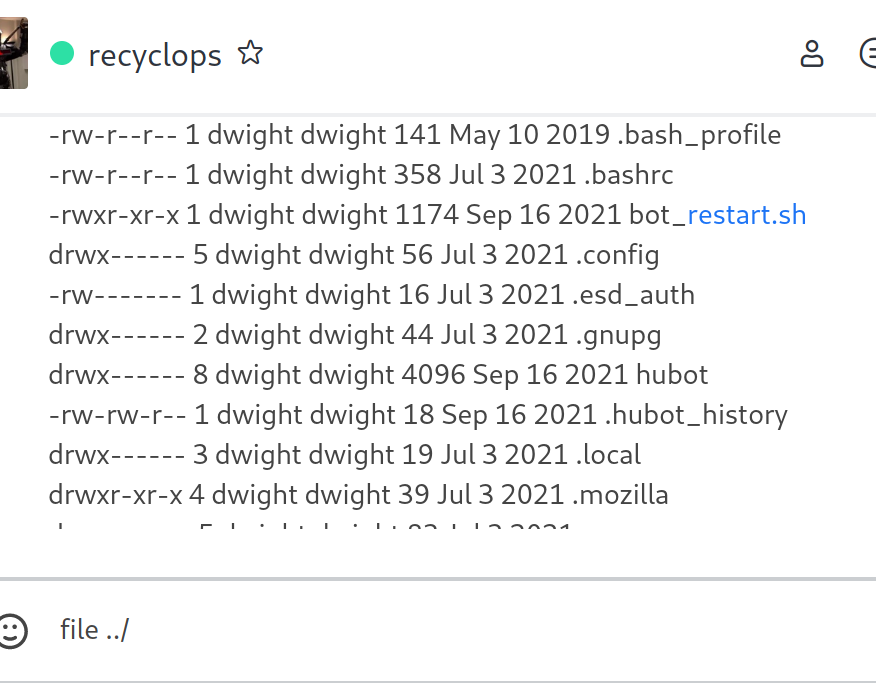 recyclops
-rw-r--r-- 1 dwight dwight 141 May 10 2019 .bash_profile
-rw-r--r-- 1 dwight dwight 358 Jul 3 2021 .bashrc
-rwxr-xr-x 1 dwight dwight 1174 Sep 16 2021 bot_restart.sh
drwx------ 5 dwight dwight 56 Jul 3 2021 .config
-rw------- 1 dwight dwight 16 Jul 3 2021 .esd_auth
drwx------ 2 dwight dwight 44 Jul 3 2021 .gnupg
drwx------ 8 dwight dwight 4096 Sep 16 2021 hubot
-rw-rw-r-- 1 dwight dwight 18 Sep 16 2021 .hubot_history
drwx------ 3 dwight dwight 19 Jul 3 2021 .local
drwxr-xr-x 4 dwight dwight 39 Jul 3 2021 .mozilla
file ../